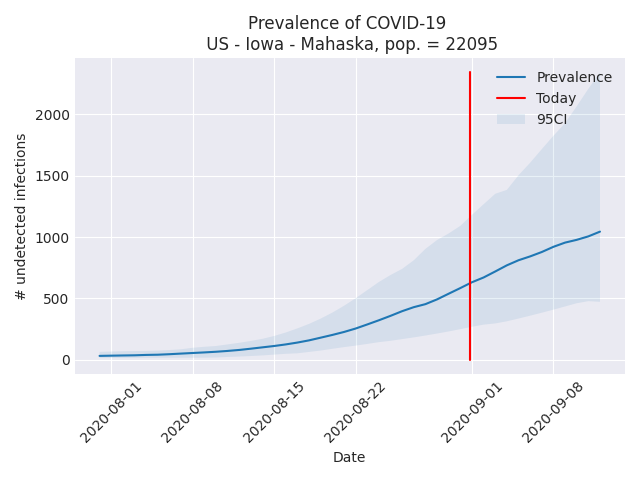 Prevalence of COVID-19
US - Iowa - Mahaska, pop. = 22095
Prevalence
Today
95CI
# undetected infections
2000
1500
1000
500
0
2020-08-01
2020-08-08
2020-08-15
2020-08-22
2020-09-01
2020-09-08
Date